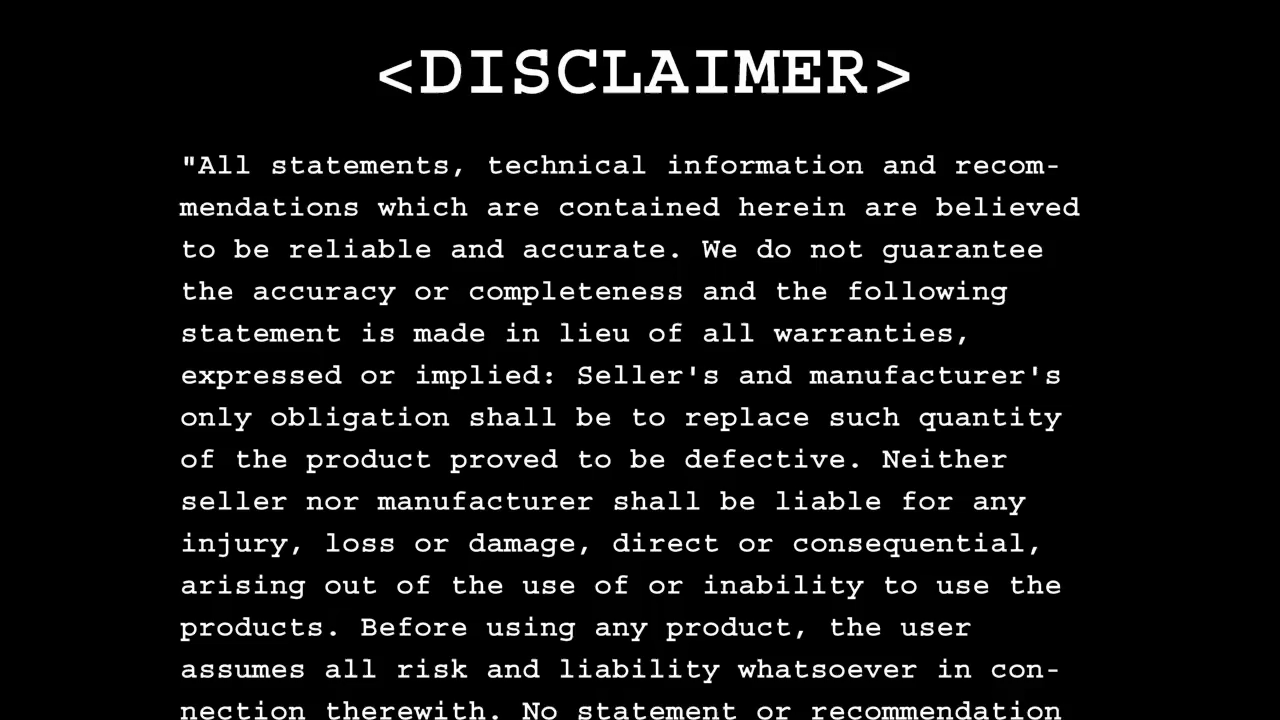 <DISCLAIMER>
"All statements, technical information and recom-
mendations which are contained herein are believed
to be reliable and accurate. We do not guarantee
the accuracy or completeness and the following
statement is made in lieu of all warranties,
expressed or implied: Seller's and manufacturer's
only obligation shall be to replace such quantity
of the product proved to be defective. Neither
seller nor manufacturer shall be liable for any
injury, loss or damage, direct or consequential,
arising out of the use of or inability to use the
products. Before using any product, the user
assumes all risk and liability whatsoever in con-
nection therewith. No statement or recommendation